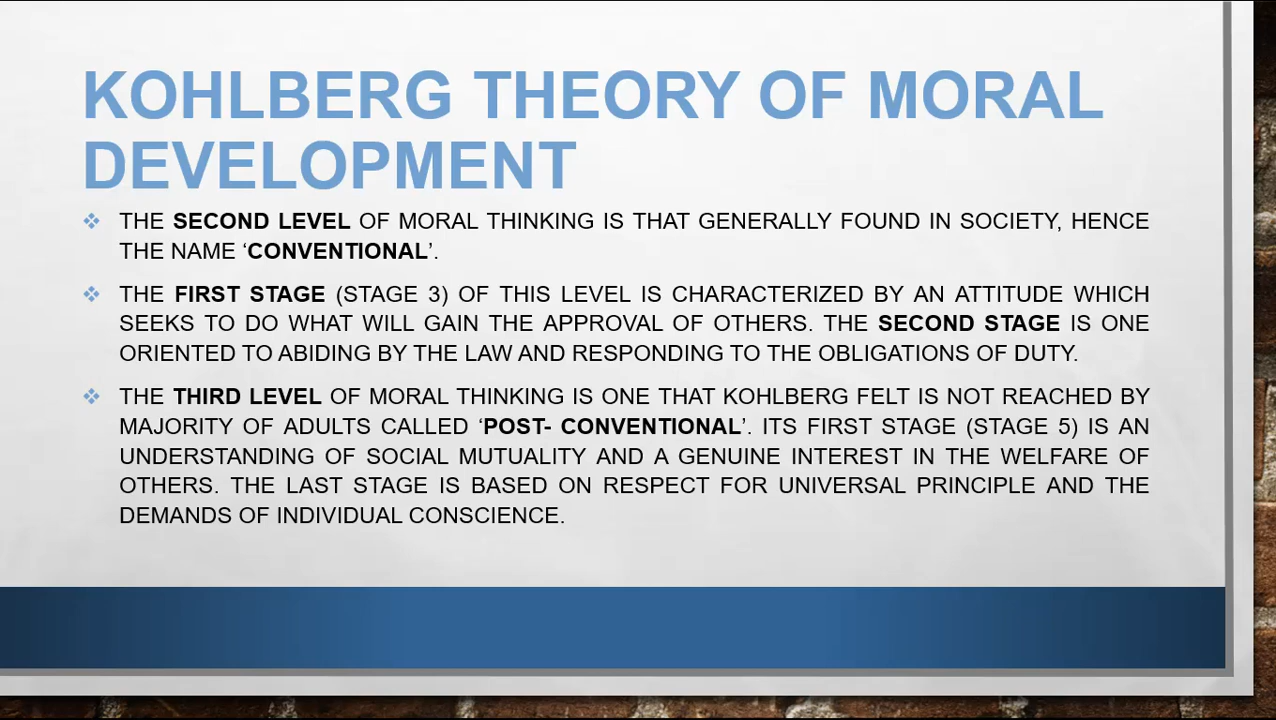 KOHLBERG THEORY OF MORAL
DEVELOPMENT
THE SECOND LEVEL OF MORAL THINKING IS THAT GENERALLY FOUND IN SOCIETY, HENCE
THE NAME ‘CONVENTIONAL’.
THE FIRST STAGE (STAGE 3) OF THIS LEVEL IS CHARACTERIZED BY AN ATTITUDE WHICH
SEEKS TO DO WHAT WILL GAIN THE APPROVAL OF OTHERS. THE SECOND STAGE IS ONE
ORIENTED TO ABIDING BY THE LAW AND RESPONDING TO THE OBLIGATIONS OF DUTY.
THE THIRD LEVEL OF MORAL THINKING IS ONE THAT KOHLBERG FELT IS NOT REACHED BY
MAJORITY OF ADULTS CALLED ‘POST- CONVENTIONAL’. ITS FIRST STAGE (STAGE 5) IS AN
UNDERSTANDING OF SOCIAL MUTUALITY AND A GENUINE INTEREST IN THE WELFARE OF
OTHERS. THE LAST STAGE IS BASED ON RESPECT FOR UNIVERSAL PRINCIPLE AND THE
DEMANDS OF INDIVIDUAL CONSCIENCE.